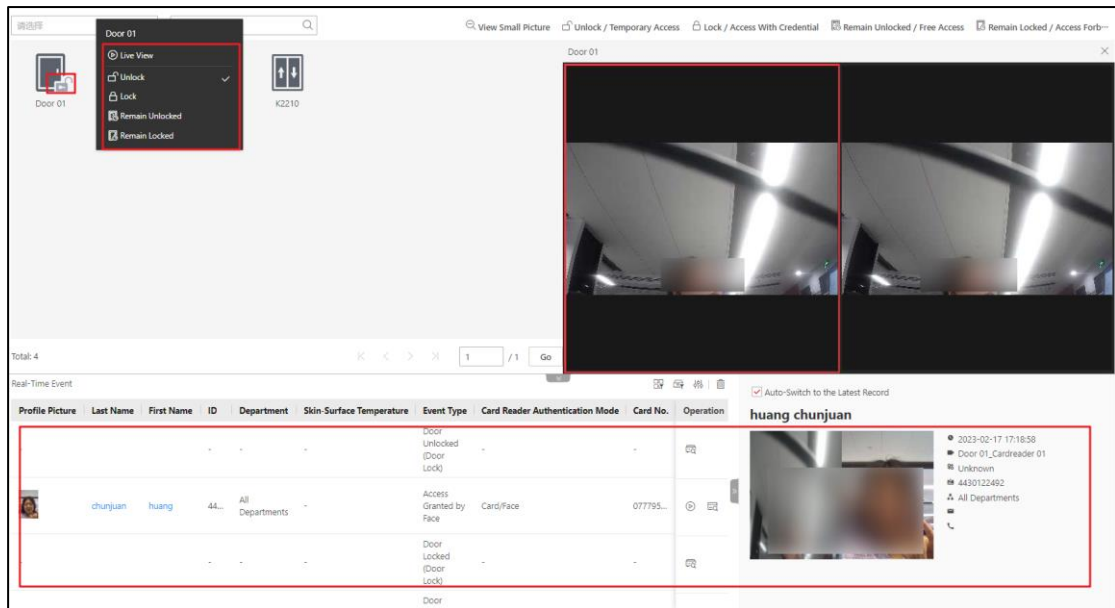 请选择
View Small Picture Unlock / Temporary Access Lock / Access With Credential Remain Unlocked / Free Access Remain Locked / Access Forb···
Door 01
Live View
Unlock
Lock
Remain Unlocked
Remain Locked
Door 01
K2210
Door 01
Total: 4
1 / 1 Go
Real-Time Event
Auto-Switch to the Latest Record
Profile Picture Last Name First Name ID Department Skin-Surface Temperature Event Type Card Reader Authentication Mode Card No. Operation
huang chunjuan
- - - Door Unlocked (Door Lock) - -
chunjuan huang 44... All Departments - Access Granted by Face Card/Face 077795...
- - - Door Locked (Door Lock) - -
Door
2023-02-17 17:18:58
Door 01_Cardreader 01
Unknown
4430122492
All Departments